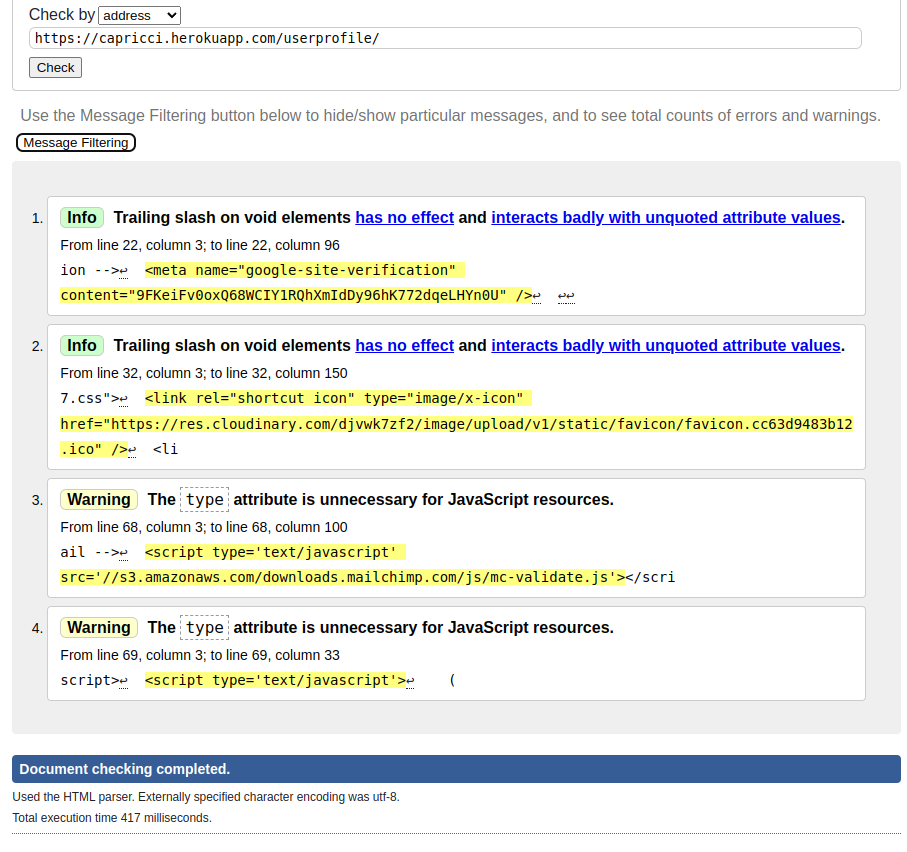 Check by address
https://capricci.herokuapp.com/userprofile/
Check
Use the Message Filtering button below to hide/show particular messages, and to see total counts of errors and warnings.
Message Filtering
1. Info Trailing slash on void elements has no effect and interacts badly with unquoted attribute values.
From line 22, column 3; to line 22, column 96
ion -->↩  <meta name="google-site-verification"
content="9FKeiFv0oxQ68WCIY1RQhXmIdDy96hK772dqeLHYn0U" />↩  ↩↩
2. Info Trailing slash on void elements has no effect and interacts badly with unquoted attribute values.
From line 32, column 3; to line 32, column 150
7.css">↩  <link rel="shortcut icon" type="image/x-icon"
href="https://res.cloudinary.com/djvwk7zf2/image/upload/v1/static/favicon/favicon.cc63d9483b12
.ico" />↩  <li
3. Warning The type attribute is unnecessary for JavaScript resources.
From line 68, column 3; to line 68, column 100
ail -->↩  <script type='text/javascript'
src='//s3.amazonaws.com/downloads.mailchimp.com/js/mc-validate.js'></scri
4. Warning The type attribute is unnecessary for JavaScript resources.
From line 69, column 3; to line 69, column 33
script>↩  <script type='text/javascript'>↩    (
Document checking completed.
Used the HTML parser. Externally specified character encoding was utf-8.
Total execution time 417 milliseconds.